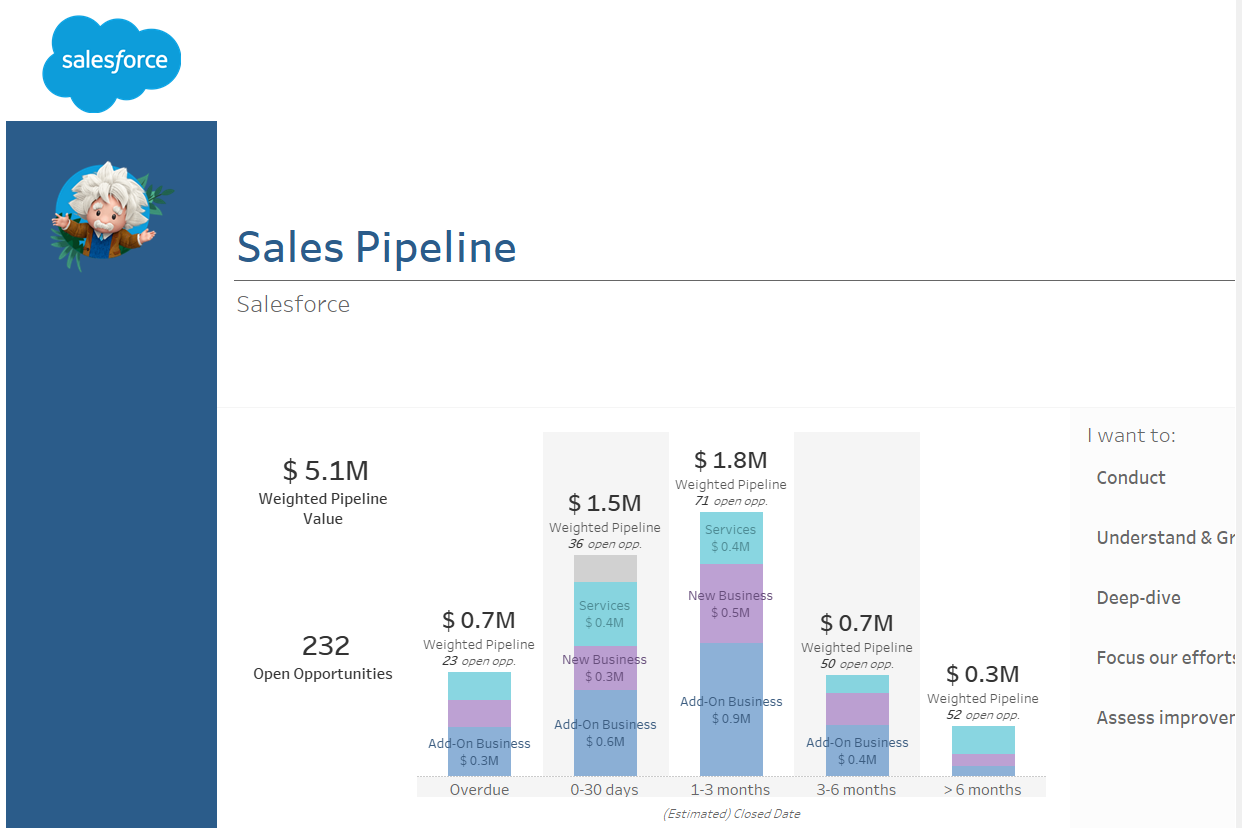 salesforce
Sales Pipeline
Salesforce
$ 5.1M
Weighted Pipeline
Value
232
Open Opportunities
$ 0.7M
Weighted Pipeline
23 open opp.
Add-On Business
$ 0.3M
Overdue
$ 1.5M
Weighted Pipeline
36 open opp.
Services
$ 0.4M
New Business
$ 0.3M
Add-On Business
$ 0.6M
0-30 days
$ 1.8M
Weighted Pipeline
71 open opp.
Services
$ 0.4M
New Business
$ 0.5M
Add-On Business
$ 0.9M
1-3 months
$ 0.7M
Weighted Pipeline
50 open opp.
Add-On Business
$ 0.4M
3-6 months
$ 0.3M
Weighted Pipeline
52 open opp.
> 6 months
(Estimated) Closed Date
I want to:
Conduct
Understand & Gr
Deep-dive
Focus our efforts
Assess improver